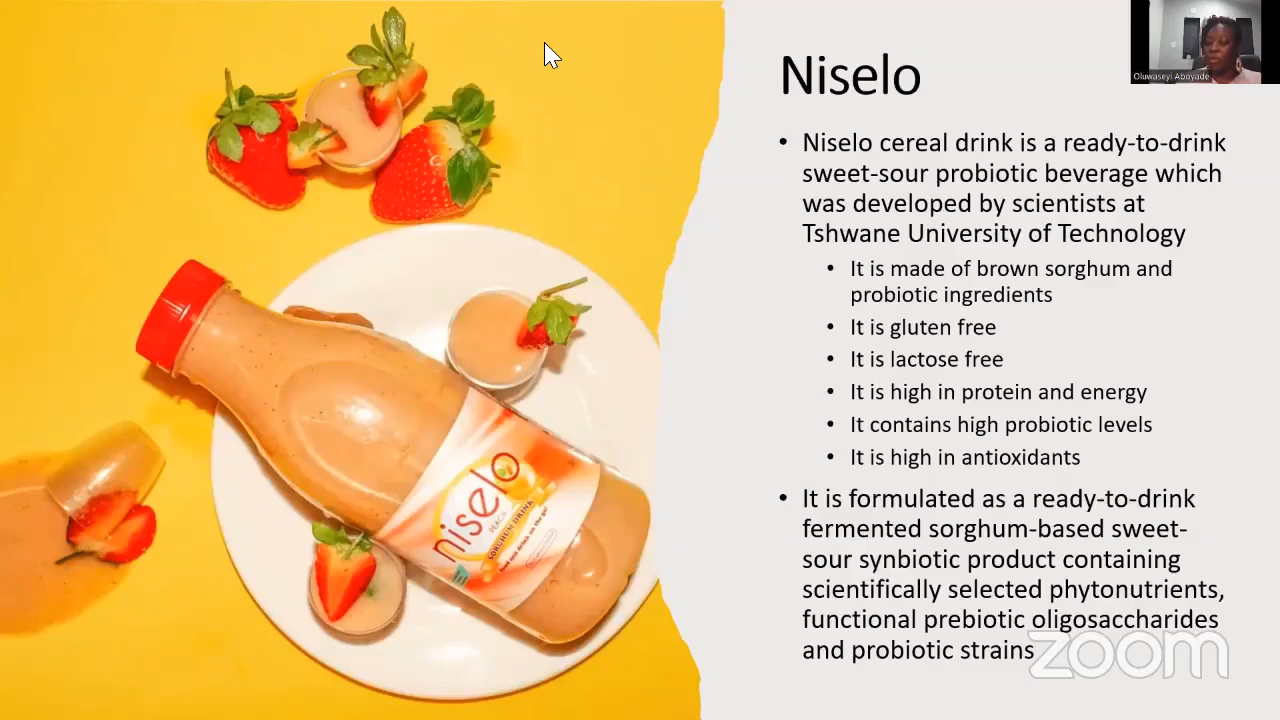 Niselo
Oluwaseyi Aboyade
• Niselo cereal drink is a ready-to-drink
sweet-sour probiotic beverage which
was developed by scientists at
Tshwane University of Technology
• It is made of brown sorghum and
probiotic ingredients
• It is gluten free
• It is lactose free
• It is high in protein and energy
• It contains high probiotic levels
• It is high in antioxidants
• It is formulated as a ready-to-drink
fermented sorghum-based sweet-
sour synbiotic product containing
scientifically selected phytonutrients,
functional prebiotic oligosaccharides
and probiotic strains
zoom
niselo
PEACH
SORGHUM DRINK